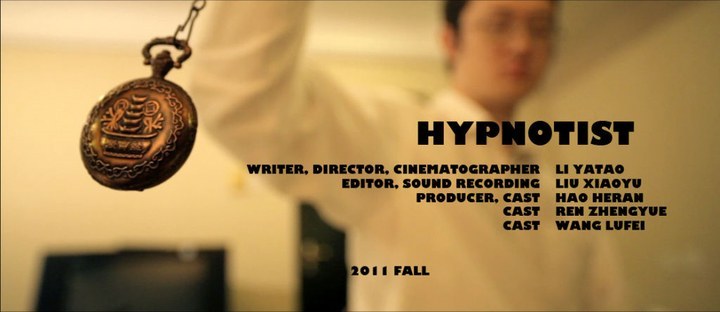 HYPNOTIST
WRITER, DIRECTOR, CINEMATOGRAPHER LI YATAO
EDITOR, SOUND RECORDING LIU XIAOYU
PRODUCER, CAST HAO HERAN
CAST REN ZHENGYUE
CAST WANG LUFEI
2011 FALL